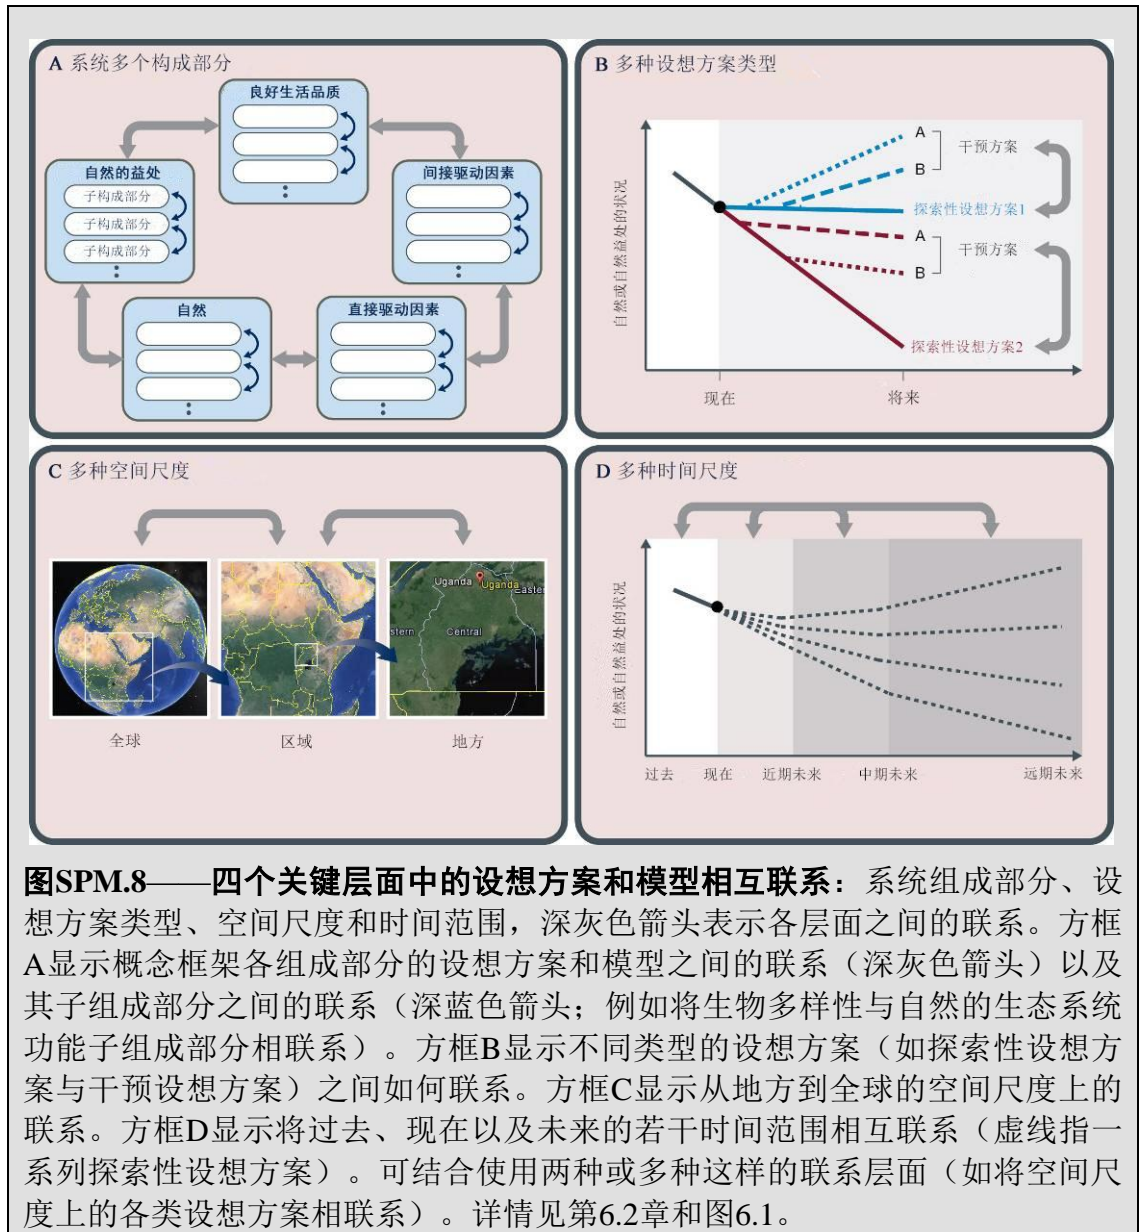 A 系统多个构成部分
良好生活品质
自然的益处
子构成部分
子构成部分
子构成部分
间接驱动因素
自然
直接驱动因素
B 多种设想方案类型
自然或自然益处的状况
A
B
干预方案
探索性设想方案1
A
B
干预方案
探索性设想方案2
现在
将来
C 多种空间尺度
Uganda
Uganda
Easter
stern
Central
全球
区域
地方
D 多种时间尺度
自然或自然益处的状况
过去
现在
近期未来
中期未来
远期未来
图SPM.8——四个关键层面中的设想方案和模型相互联系：系统组成部分、设
想方案类型、空间尺度和时间范围，深灰色箭头表示各层面之间的联系。方框
A显示概念框架各组成部分的设想方案和模型之间的联系（深灰色箭头）以及
其子组成部分之间的联系（深蓝色箭头；例如将生物多样性与自然的生态系统
功能子组成部分相联系）。方框B显示不同类型的设想方案（如探索性设想方
案与干预设想方案）之间如何联系。方框C显示从地方到全球的空间尺度上的
联系。方框D显示将过去、现在以及未来的若干时间范围相互联系（虚线指一
系列探索性设想方案）。可结合使用两种或多种这样的联系层面（如将空间尺
度上的各类设想方案相联系）。详情见第6.2章和图6.1。